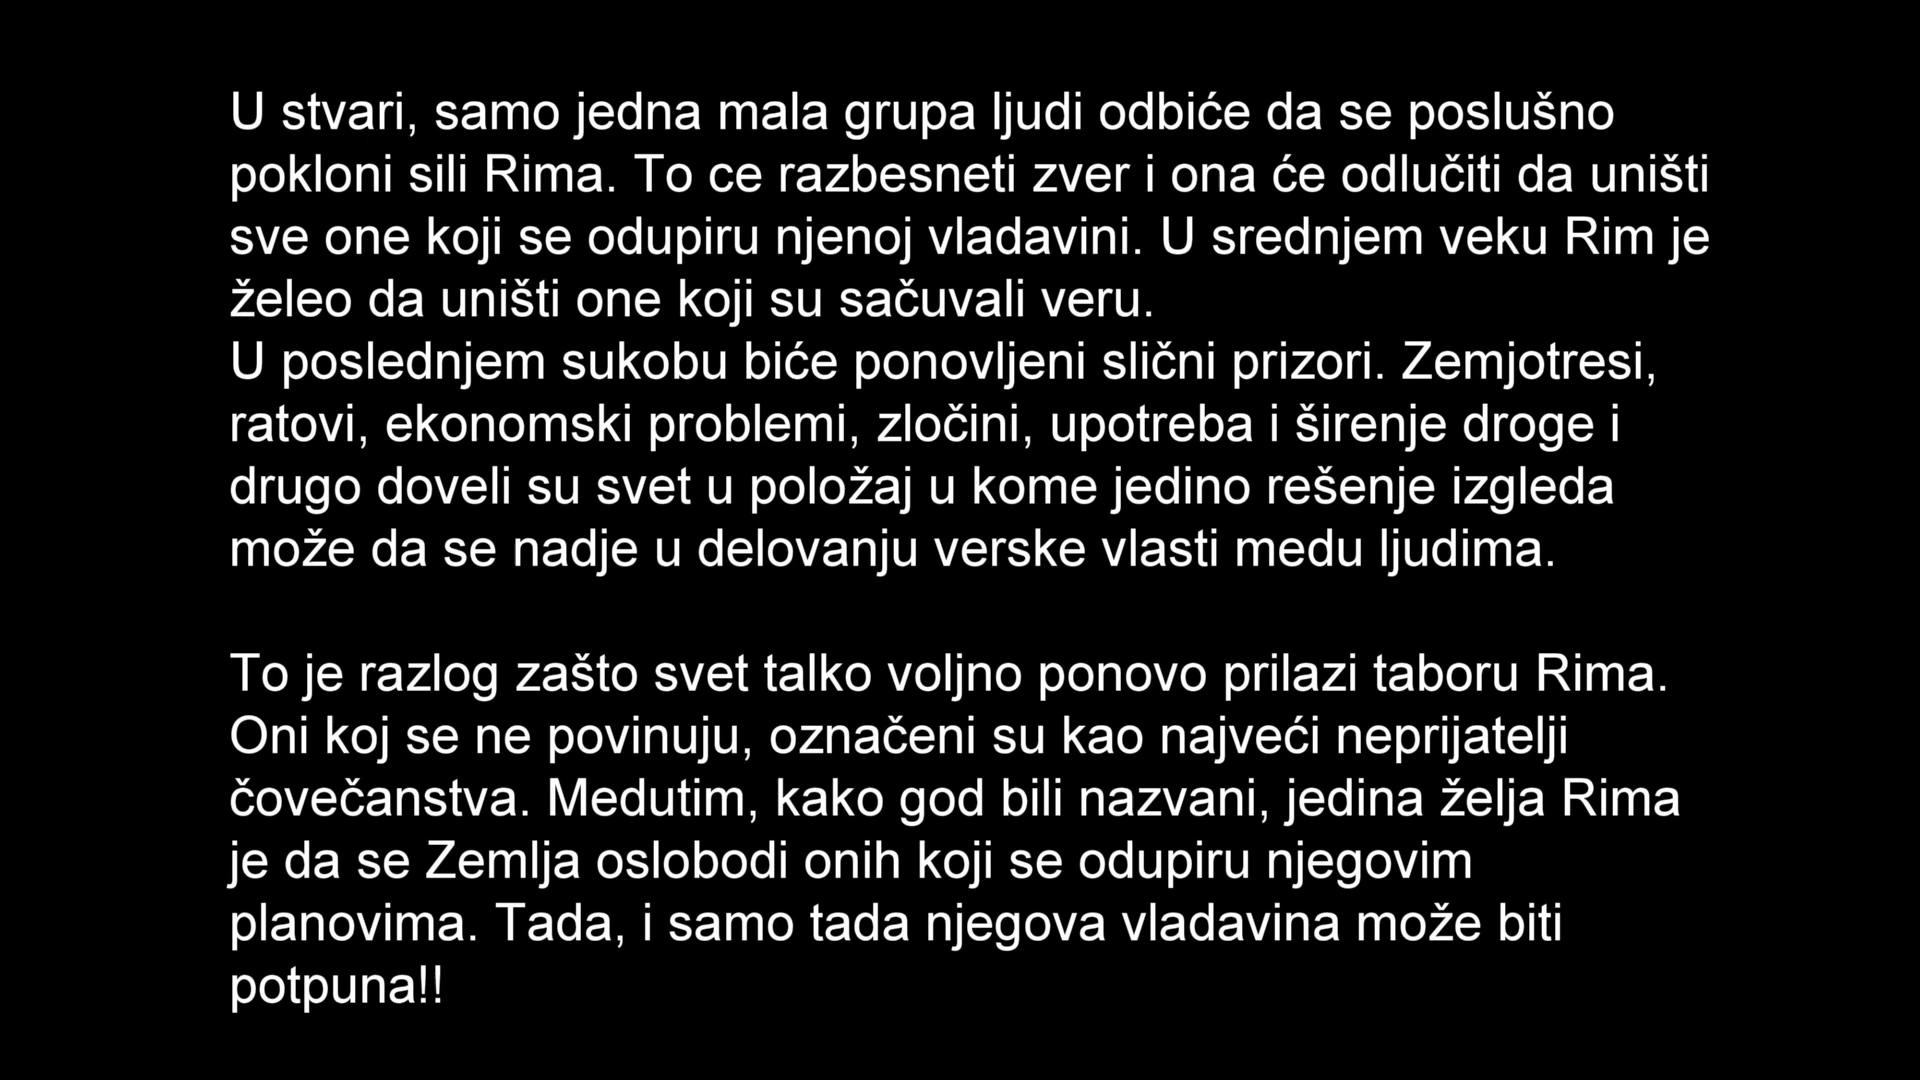 U stvari, samo jedna mala grupa ljudi odbiće da se poslušno
pokloni sili Rima. To ce razbesneti zver i ona će odlučiti da uništi
sve one koji se odupiru njenoj vladavini. U srednjem veku Rim je
želeo da uništi one koji su sačuvali veru.
U poslednjem sukobu biće ponovljeni slični prizori. Zemjotresi,
ratovi, ekonomski problemi, zločini, upotreba i širenje droge i
drugo doveli su svet u položaj u kome jedino rešenje izgleda
može da se nadje u delovanju verske vlasti medu ljudima.

To je razlog zašto svet talko voljno ponovo prilazi taboru Rima.
Oni koj se ne povinuju, označeni su kao najveći neprijatelji
čovečanstva. Medutim, kako god bili nazvani, jedina želja Rima
je da se Zemlja oslobodi onih koji se odupiru njegovim
planovima. Tada, i samo tada njegova vladavina može biti
potpuna!!